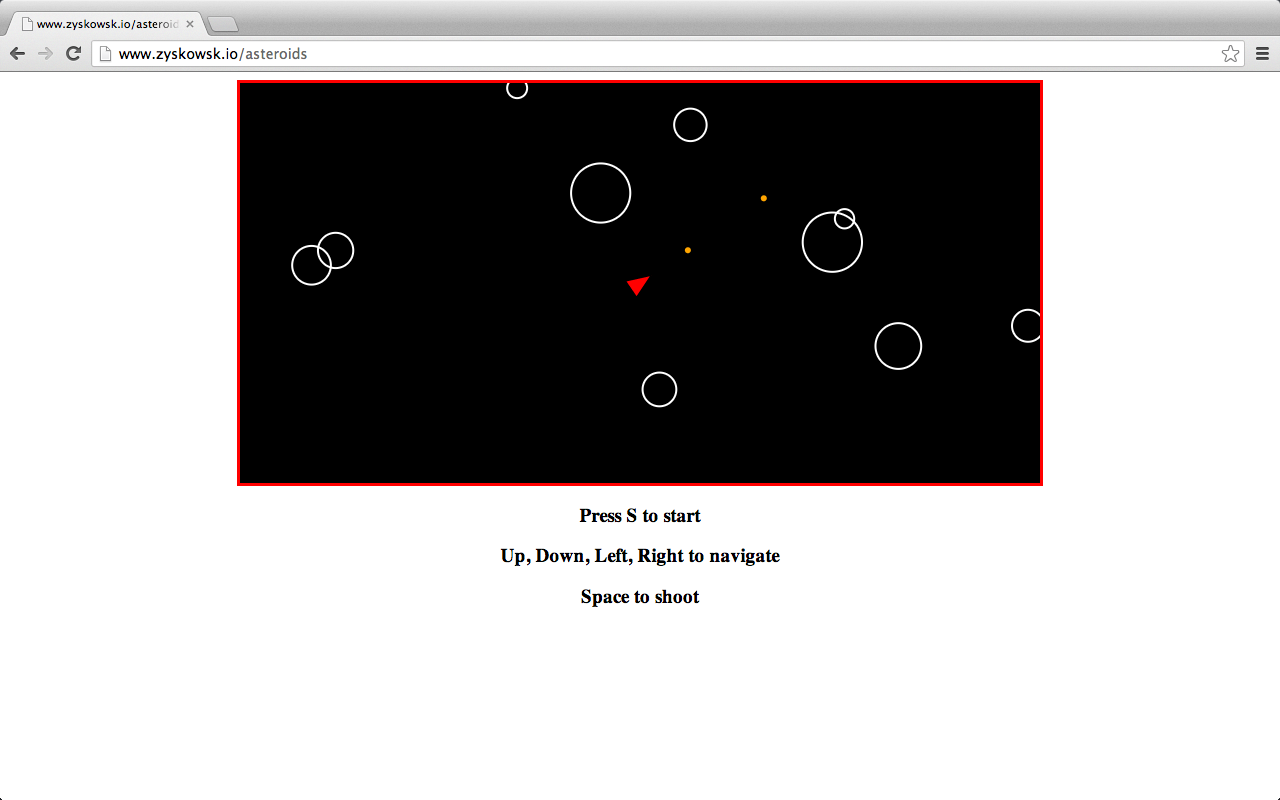 www.zyskowsk.io/asteroid
www.zyskowsk.io/asteroids
Press S to start
Up, Down, Left, Right to navigate
Space to shoot